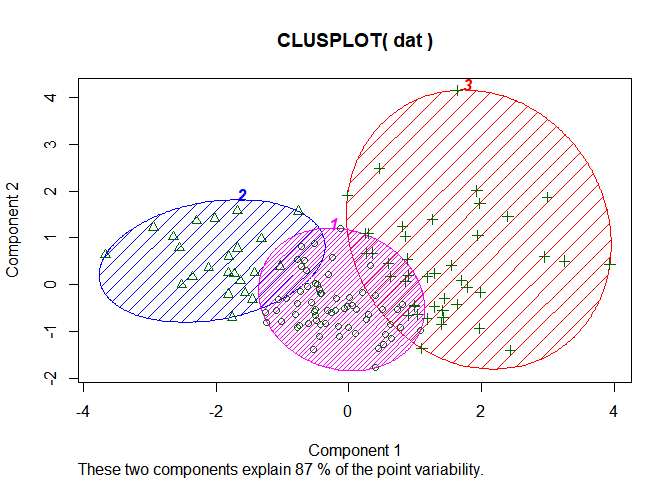 CLUSPLOT( dat )
3
2
1
4
3
2
1
0
-1
-2
Component 2
-4 -2 0 2 4
Component 1
These two components explain 87 % of the point variability.